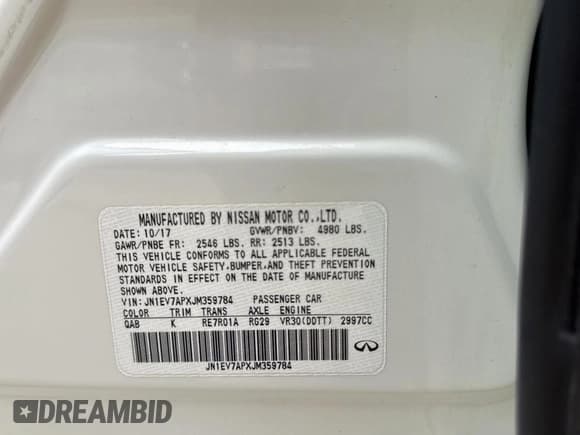 MANUFACTURED BY NISSAN MOTOR CO.,LTD.
DATE: 10/17 GVWR/PNBV: 4980 LBS.
GAWR/PNBE FR: 2546 LBS. RR: 2513 LBS.
THIS VEHICLE CONFORMS TO ALL APPLICABLE FEDERAL
MOTOR VEHICLE SAFETY,BUMPER,AND THEFT PREVENTION
STANDARDS IN EFFECT ON THE DATE OF MANUFACTURE
SHOWN ABOVE.
VIN: JN1EV7APXJM359784 PASSENGER CAR
COLOR TRIM TRANS AXLE ENGINE
QAB K RE7R01A RG29 VR30(DDTT) 2997CC
JN1EV7APXJM359784
DREAMBID